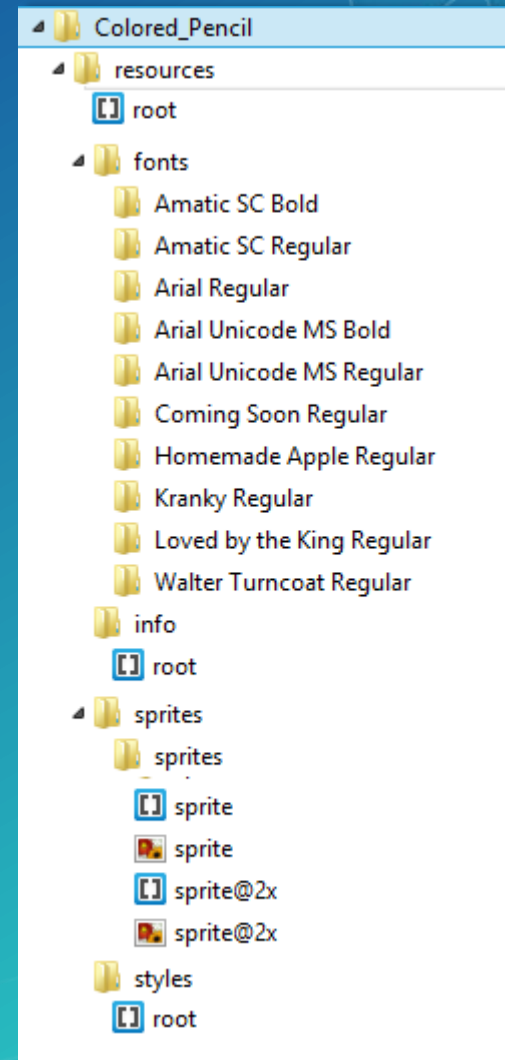 Colored_Pencil
resources
root
fonts
Amatic SC Bold
Amatic SC Regular
Arial Regular
Arial Unicode MS Bold
Arial Unicode MS Regular
Coming Soon Regular
Homemade Apple Regular
Kranky Regular
Loved by the King Regular
Walter Turncoat Regular
info
root
sprites
sprites
sprite
sprite
sprite@2x
sprite@2x
styles
root